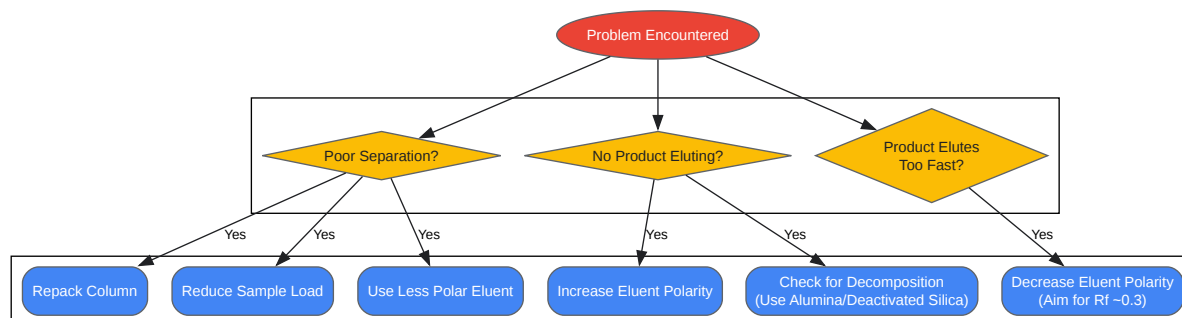 Problem Encountered
Poor Separation?
No Product Eluting?
Product Elutes
Too Fast?
Yes
Yes
Yes
Yes
Yes
Yes
Repack Column
Reduce Sample Load
Use Less Polar Eluent
Increase Eluent Polarity
Check for Decomposition
(Use Alumina/Deactivated Silica)
Decrease Eluent Polarity
(Aim for Rf ~0.3)